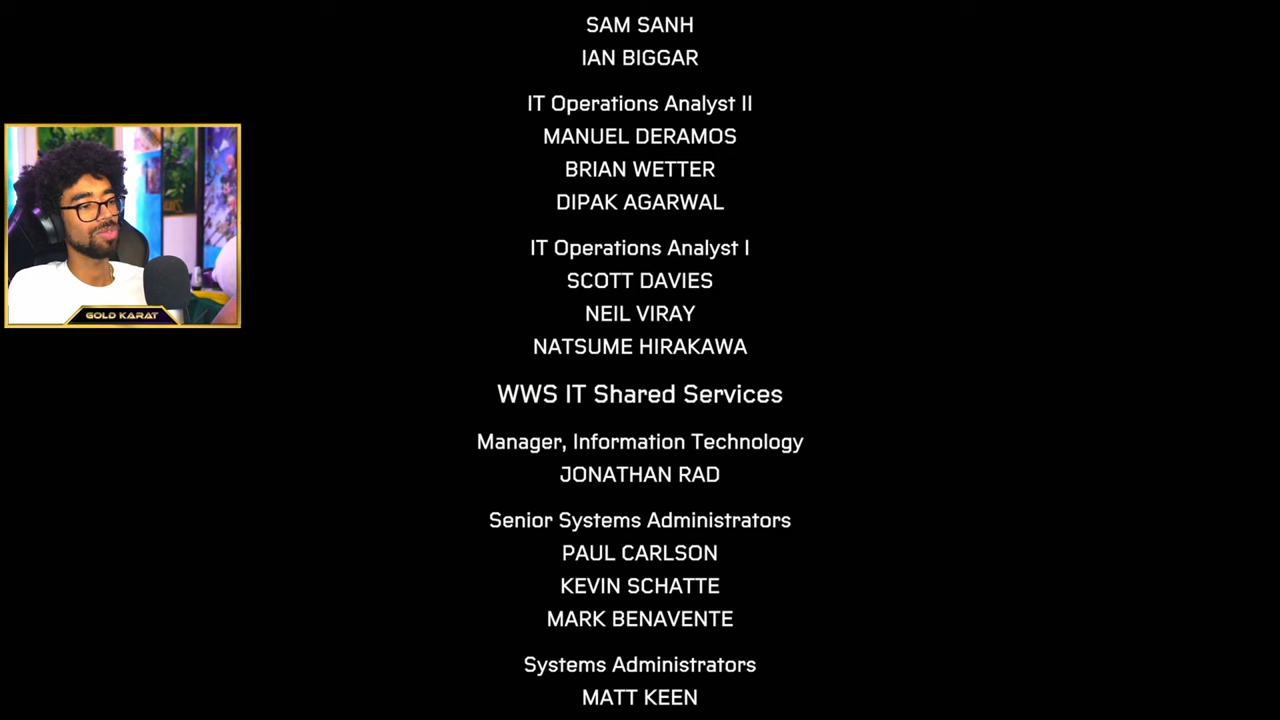 SAM SANH
IAN BIGGAR
IT Operations Analyst II
MANUEL DERAMOS
BRIAN WETTER
DIPAK AGARWAL
IT Operations Analyst I
SCOTT DAVIES
NEIL VIRAY
NATSUME HIRAKAWA
WWS IT Shared Services
Manager, Information Technology
JONATHAN RAD
Senior Systems Administrators
PAUL CARLSON
KEVIN SCHATTE
MARK BENAVENTE
Systems Administrators
MATT KEEN
GOLD KARAT